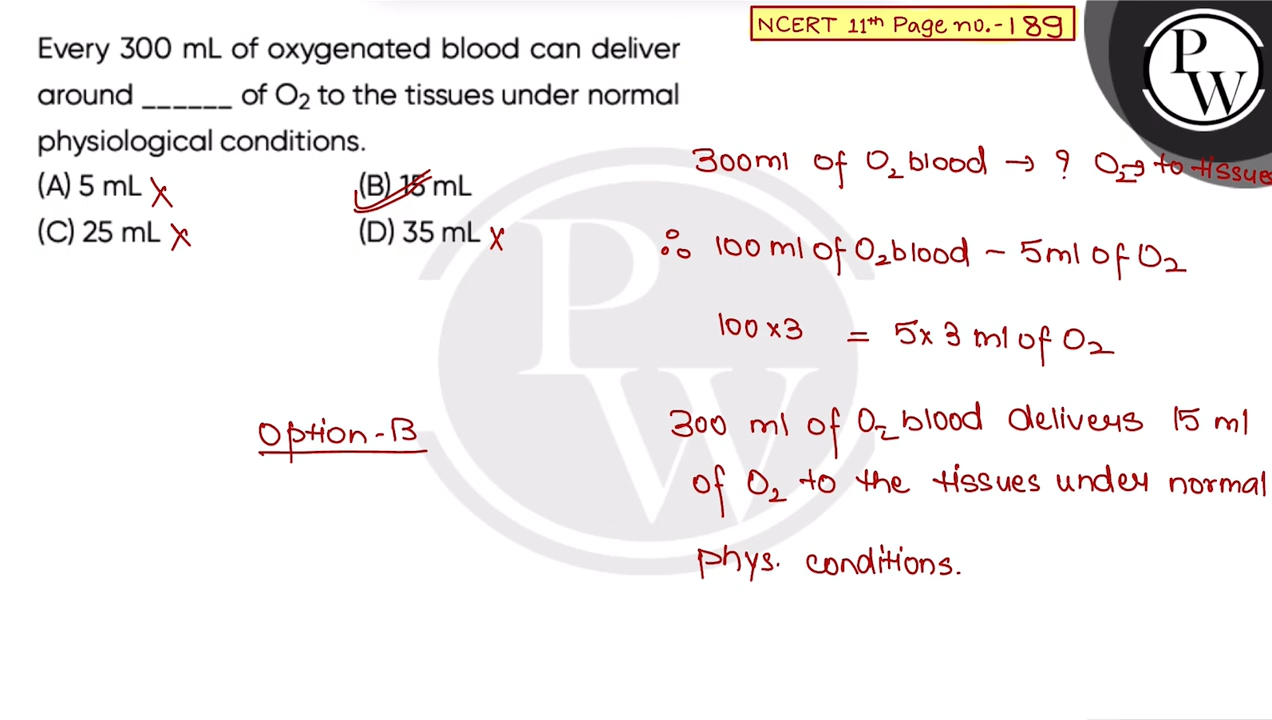 NCERT 11th Page no.-189
PW
Every 300 mL of oxygenated blood can deliver
around ______ of O₂ to the tissues under normal
physiological conditions.
(A) 5 mL x (B) 15 mL
(C) 25 mL x (D) 35 mL x
300ml of O₂ blood → ? O₂→ to tissues
∴ 100 ml of O₂ blood - 5ml of O₂
100 x 3 = 5 x 3 ml of O₂
300 ml of O₂ blood delivers 15 ml
of O₂ to the tissues under normal
phys. conditions.
Option-B
PW